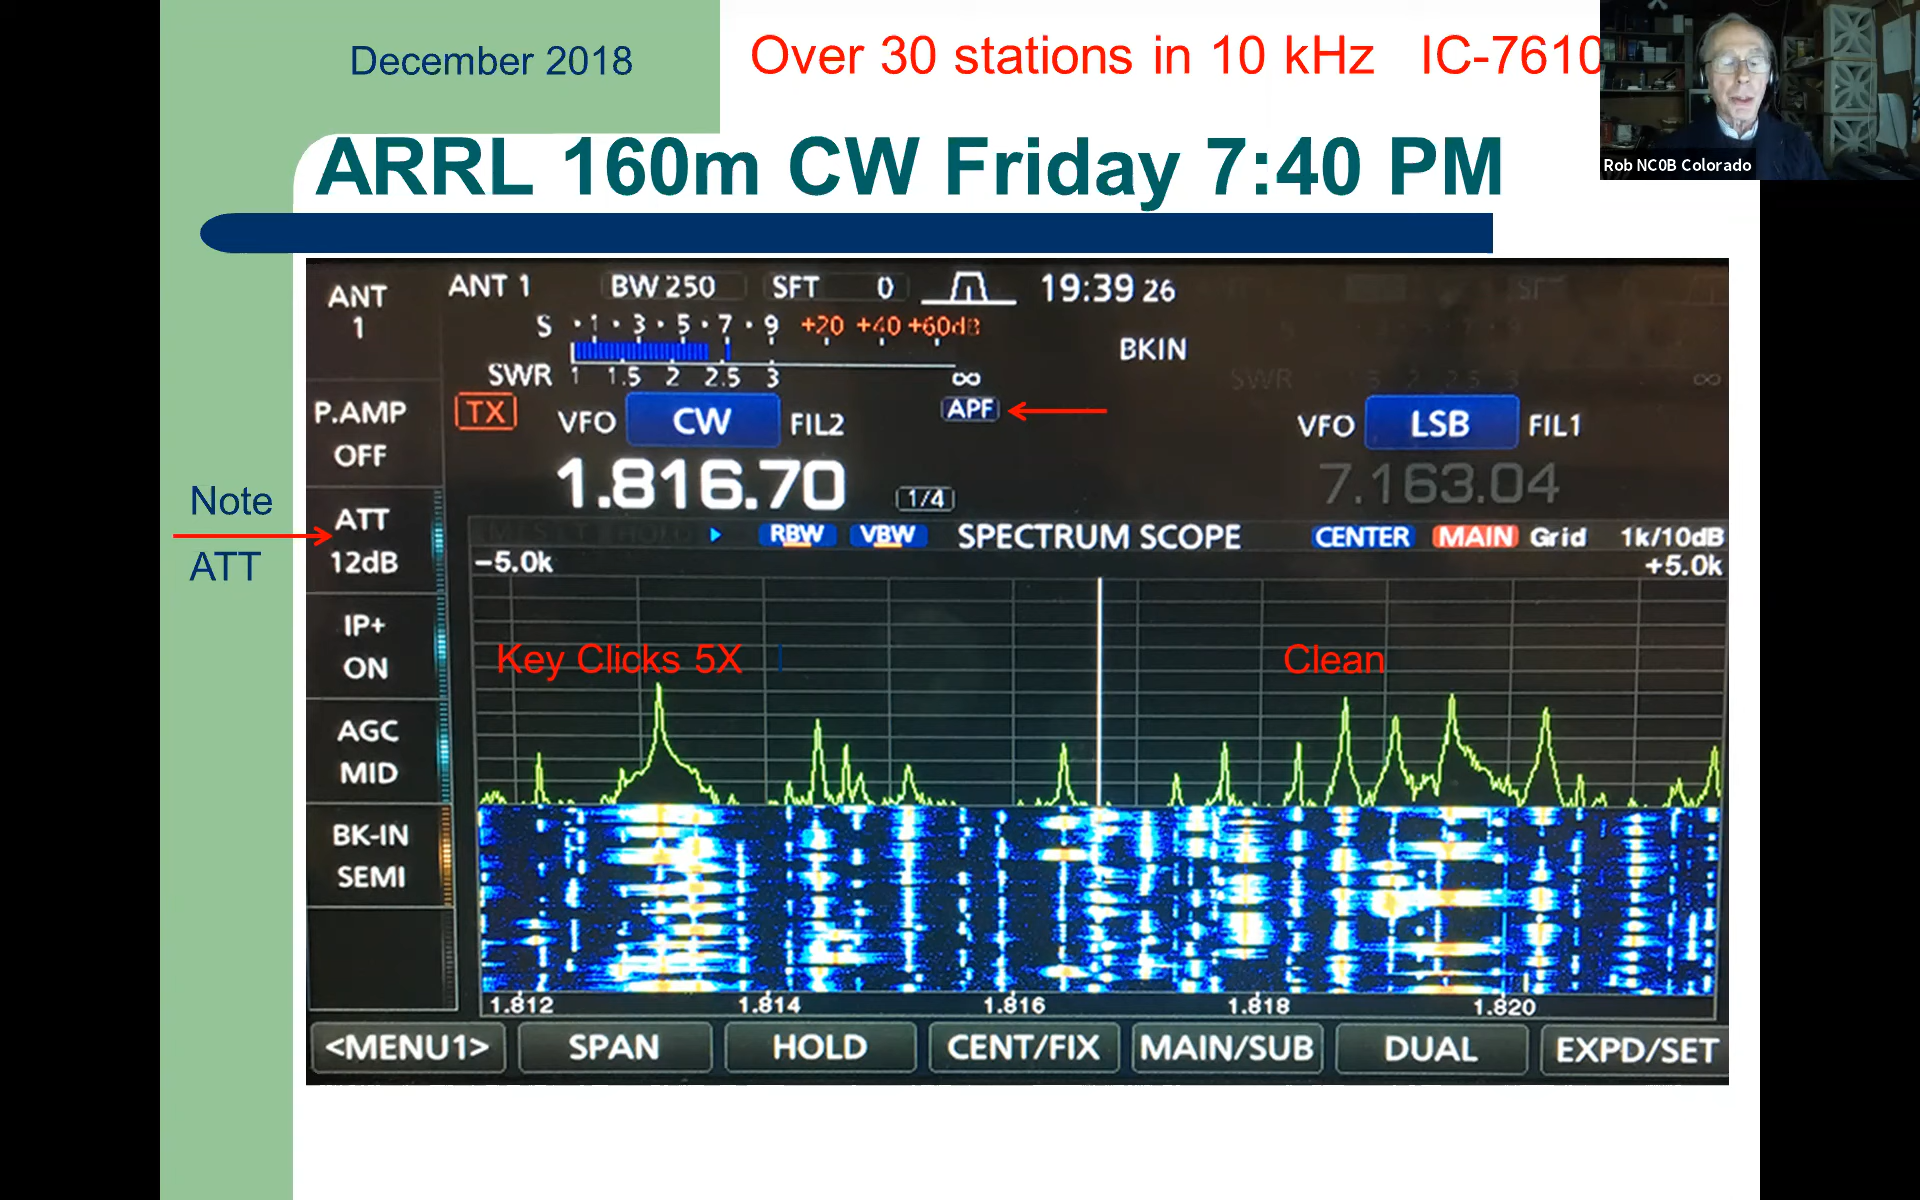 December 2018
Over 30 stations in 10 kHz IC-7610
Rob NC0B Colorado
ARRL 160m CW Friday 7:40 PM
ANT 1
ANT 1 BW 250 SFT 0 19:39 26
S 1 3 5 7 9 +20 +40 +60dB
BKIN
SWR 1 1.5 2 2.5 3 ∞
P.AMP OFF
TX VFO CW FIL2 APF
VFO LSB FIL1
1.816.70 1/4
7.163.04
Note
ATT
ATT 12dB
RBW VBW SPECTRUM SCOPE CENTER MAIN Grid 1k/10dB
-5.0k +5.0k
IP+ ON
Key Clicks 5X
Clean
AGC MID
BK-IN SEMI
1.812 1.814 1.816 1.818 1.820
<MENU1> SPAN HOLD CENT/FIX MAIN/SUB DUAL EXPD/SET